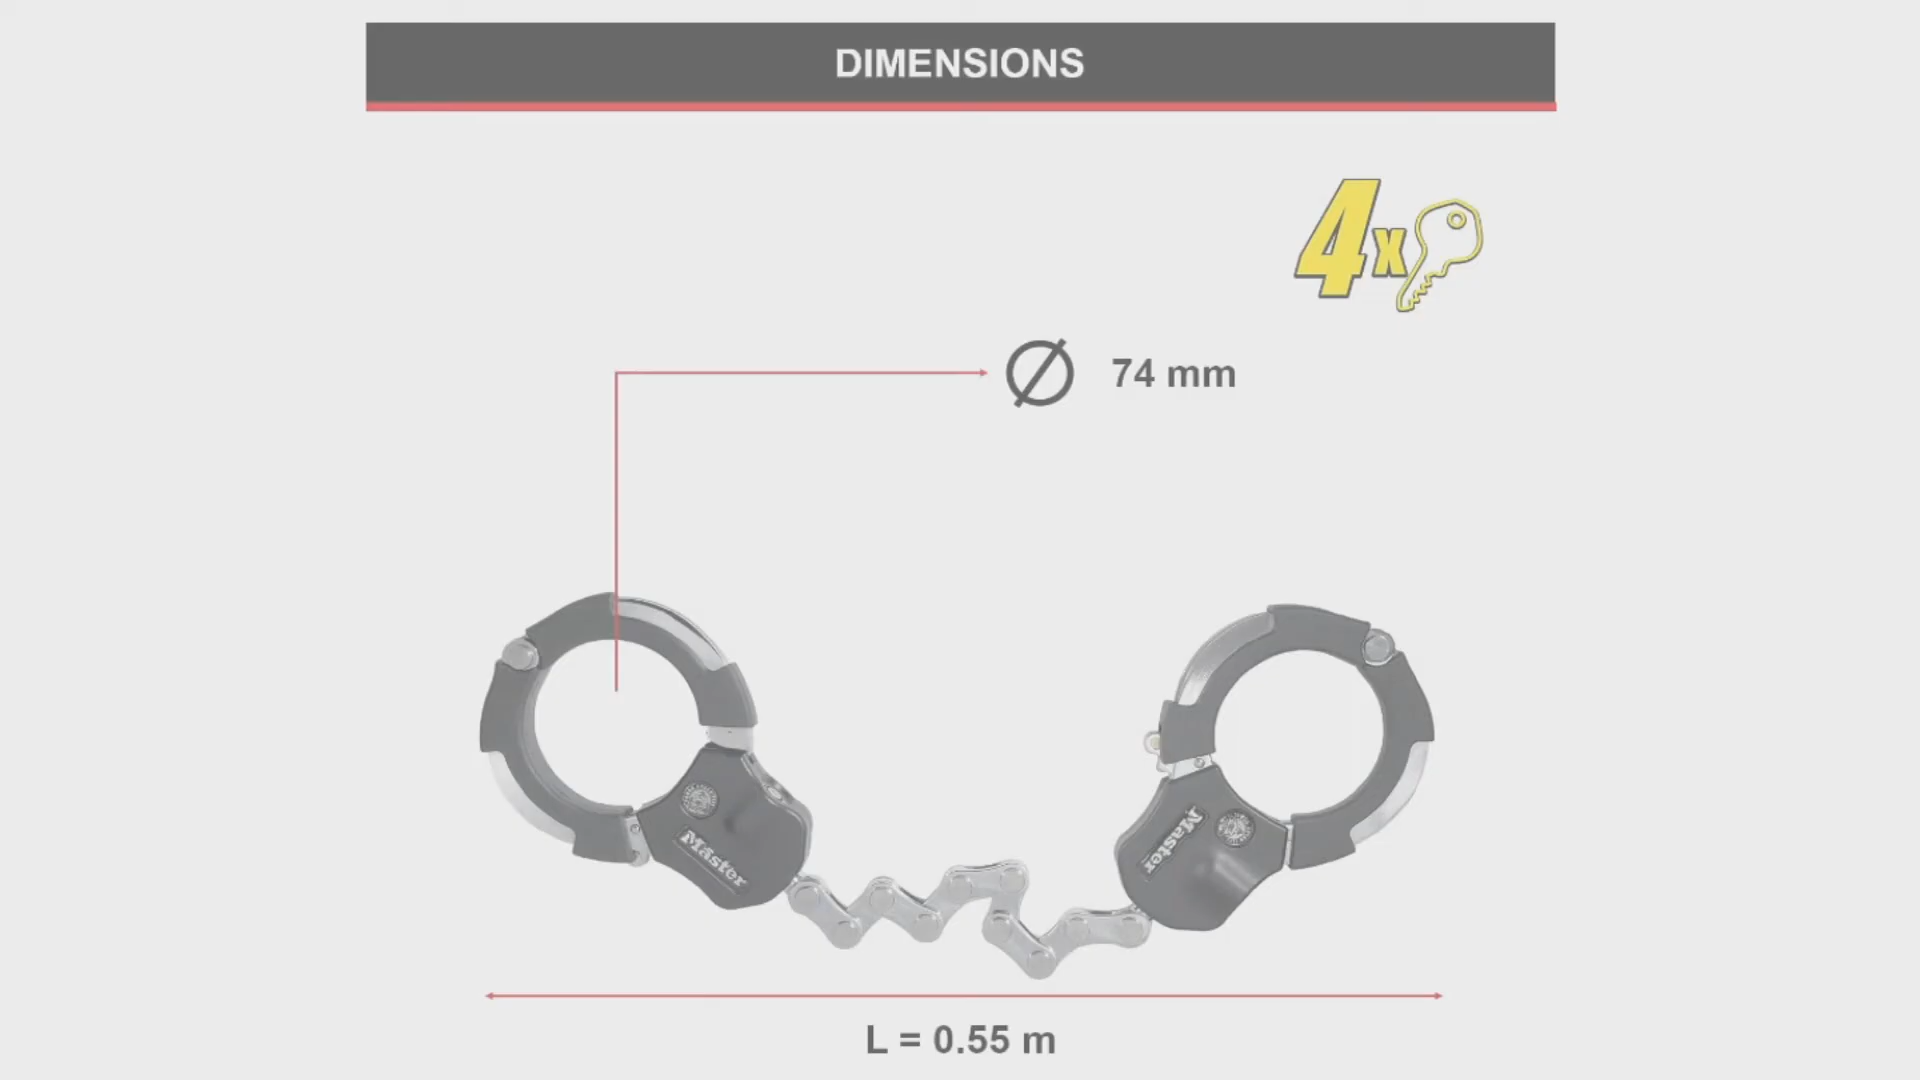 DIMENSIONS
4x
Ø 74 mm
Master
Master
L = 0.55 m